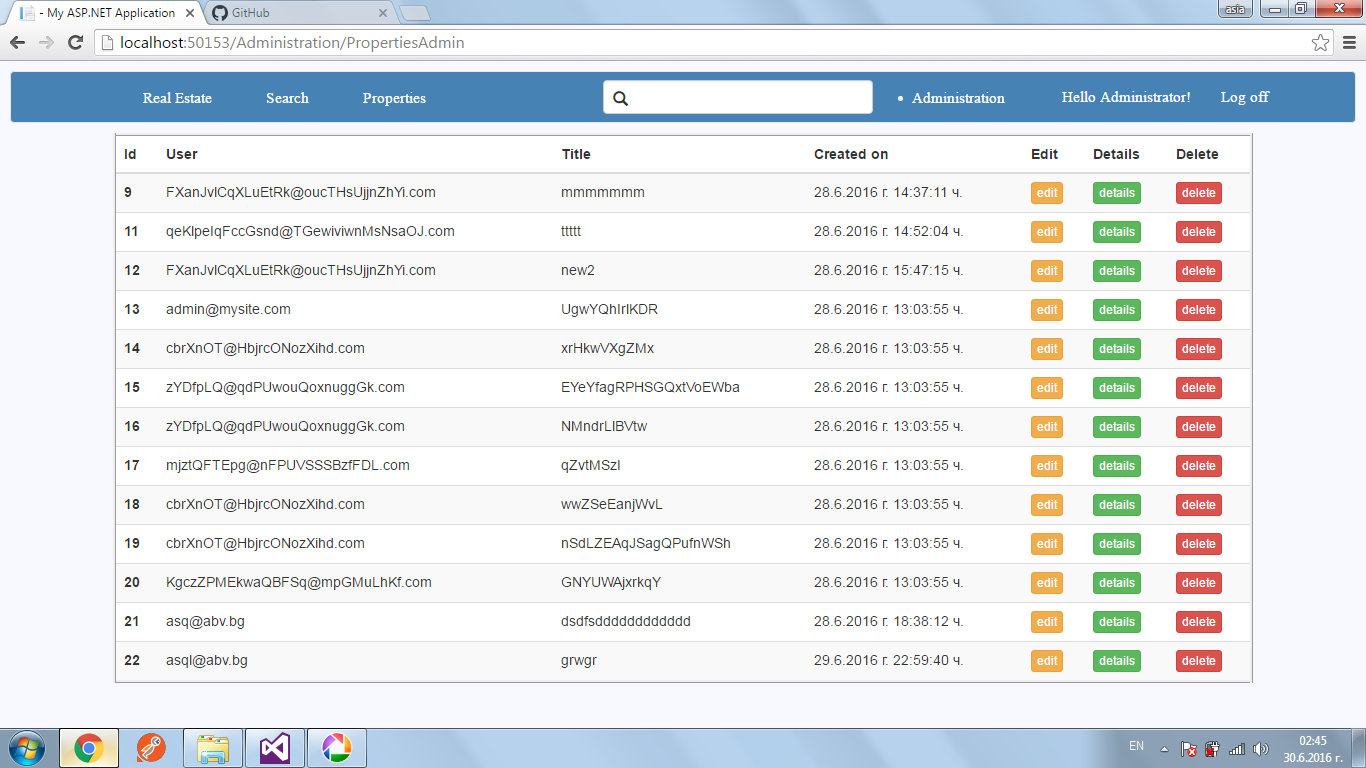 - My ASP.NET Application
GitHub
asia
localhost:50153/Administration/PropertiesAdmin
Real Estate Search Properties • Administration Hello Administrator! Log off
Id User Title Created on Edit Details Delete
9 FXanJvICqXLuEtRk@oucTHsUjjnZhYi.com mmmmmmm 28.6.2016 г. 14:37:11 ч. edit details delete
11 qeKlpeIqFccGsnd@TGewiviwnMsNsaOJ.com ttttt 28.6.2016 г. 14:52:04 ч. edit details delete
12 FXanJvICqXLuEtRk@oucTHsUjjnZhYi.com new2 28.6.2016 г. 15:47:15 ч. edit details delete
13 admin@mysite.com UgwYQhIrIKDR 28.6.2016 г. 13:03:55 ч. edit details delete
14 cbrXnOT@HbjrcONozXihd.com xrHkwVXgZMx 28.6.2016 г. 13:03:55 ч. edit details delete
15 zYDfpLQ@qdPUwouQoxnuggGk.com EYeYfagRPHSGQxtVoEWba 28.6.2016 г. 13:03:55 ч. edit details delete
16 zYDfpLQ@qdPUwouQoxnuggGk.com NMndrLIBVtw 28.6.2016 г. 13:03:55 ч. edit details delete
17 mjztQFTEpg@nFPUVSSSBzfFDL.com qZvtMSzI 28.6.2016 г. 13:03:55 ч. edit details delete
18 cbrXnOT@HbjrcONozXihd.com wwZSeEanjWvL 28.6.2016 г. 13:03:55 ч. edit details delete
19 cbrXnOT@HbjrcONozXihd.com nSdLZEAqJSagQPufnWSh 28.6.2016 г. 13:03:55 ч. edit details delete
20 KgczZPMEkwaQBFSq@mpGMuLhKf.com GNYUWAjxrkqY 28.6.2016 г. 13:03:55 ч. edit details delete
21 asq@abv.bg dsdfsdddddddddddd 28.6.2016 г. 18:38:12 ч. edit details delete
22 asql@abv.bg grwgr 29.6.2016 г. 22:59:40 ч. edit details delete
EN
02:45
30.6.2016 г.